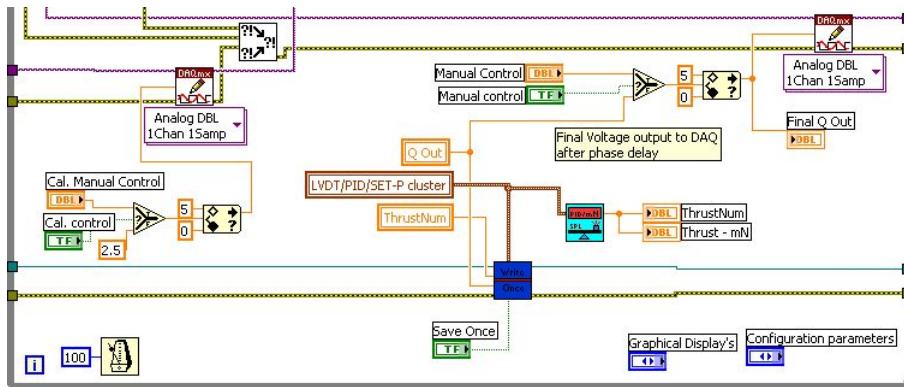 ?!
?!
?!
DAQmx
Analog DBL
1Chan 1Samp
DAQmx
Analog DBL
1Chan 1Samp
Manual Control
DBL
Manual control
TF
T
F
?
5
0
?
Final Q Out
DBL
Final Voltage output to DAQ
after phase delay
Q Out
LVDT/PID/SET-P cluster
ThrustNum
Cal. Manual Control
DBL
Cal. control
TF
2.5
?
5
0
?
PID/mN
SPL
DBL
ThrustNum
DBL
Thrust - mN
Write
Once
Save Once
TF
i
100
Graphical Display's
Configuration parameters